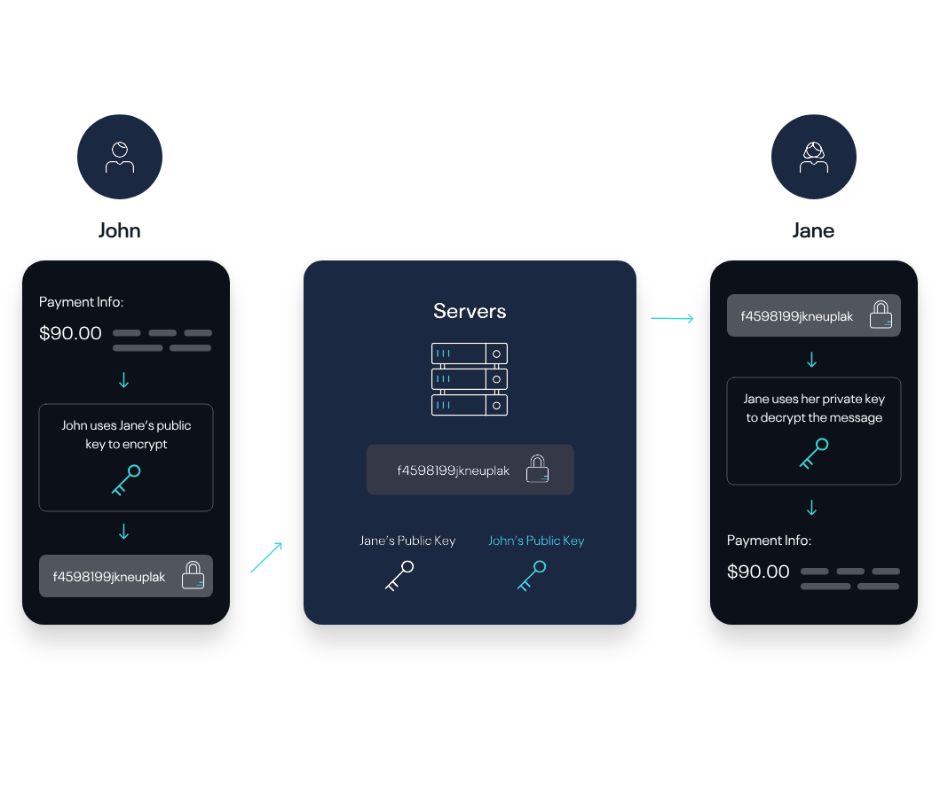 John
Payment Info:
$90.00
John uses Jane's public
key to encrypt
f4598199jkneuplak
Servers
f4598199jkneuplak
Jane's Public Key
John's Public Key
Jane
f4598199jkneuplak
Jane uses her private key
to decrypt the message
Payment Info:
$90.00